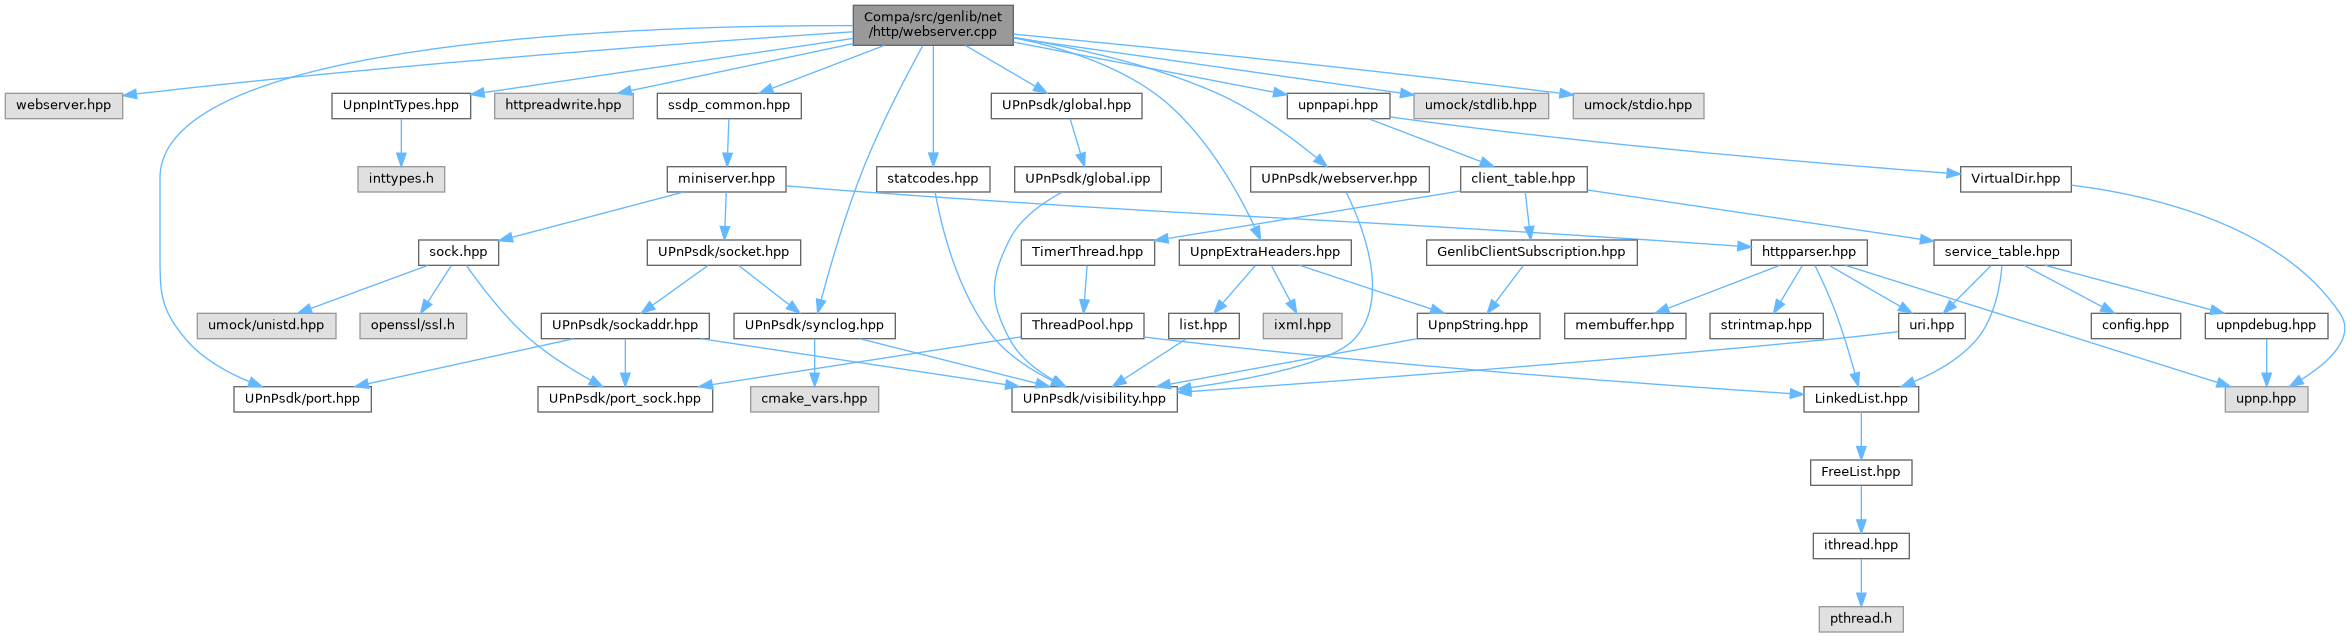 Compa/src/genlib/net
/http/webserver.cpp
webserver.hpp
UpnpIntTypes.hpp
httpreadwrite.hpp
ssdp_common.hpp
UPnPsdk/global.hpp
upnpapi.hpp
umock/stdlib.hpp
umock/stdio.hpp
inttypes.h
miniserver.hpp
statcodes.hpp
UPnPsdk/global.ipp
UPnPsdk/webserver.hpp
client_table.hpp
VirtualDir.hpp
sock.hpp
UPnPsdk/socket.hpp
TimerThread.hpp
UpnpExtraHeaders.hpp
GenlibClientSubscription.hpp
httpparser.hpp
service_table.hpp
umock/unistd.hpp
openssl/ssl.h
UPnPsdk/sockaddr.hpp
UPnPsdk/synclog.hpp
ThreadPool.hpp
list.hpp
ixml.hpp
UpnpString.hpp
membuffer.hpp
strintmap.hpp
uri.hpp
config.hpp
upnpdebug.hpp
UPnPsdk/port.hpp
UPnPsdk/port_sock.hpp
cmake_vars.hpp
UPnPsdk/visibility.hpp
LinkedList.hpp
upnp.hpp
FreeList.hpp
ithread.hpp
pthread.h